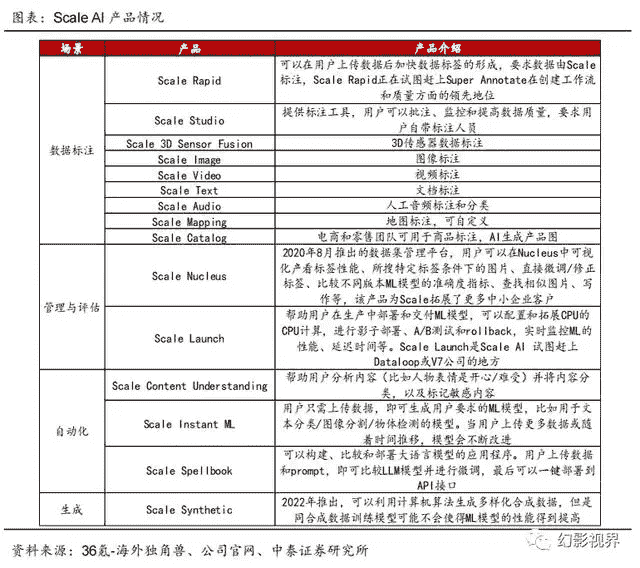 图表：Scale AI 产品情况
场景 产品 产品介绍
数据标注
Scale Rapid
可以在用户上传数据后加快数据标签的形成，要求数据由Scale
标注，Scale Rapid正在试图赶上Super Annotate在创建工作流
和质量方面的领先地位
Scale Studio
提供标注工具，用户可以批注、监控和提高数据质量，要求用
户自带标注人员
Scale 3D Sensor Fusion 3D传感器数据标注
Scale Image 图像标注
Scale Video 视频标注
Scale Text 文档标注
Scale Audio 人工音频标注和分类
Scale Mapping 地图标注，可自定义
Scale Catalog 电商和零售团队可用于商品标注，AI生成产品图
管理与评估
Scale Nucleus
2020年8月推出的数据集管理平台，用户可以在Nucleus中可视
化产看标签性能、所搜特定标签条件下的图片、直接微调/修正
标签、比较不同版本ML模型的准确度指标、查找相似图片、写
作等，该产品为Scale拓展了更多中小企业客户
Scale Launch
帮助用户在生产中部署和交付ML模型，可以配置和拓展CPU的
CPU计算，进行影子部署、A/B测试和rollback，实时监控ML的
性能、延迟时间等。Scale Launch是Scale AI 试图赶上
Dataloop或V7公司的地方
自动化
Scale Content Understanding
帮助用户分析内容（比如人物表情是开心/难受）并将内容分
类，以及标记敏感内容
Scale Instant ML
用户只需上传数据，即可生成用户要求的ML模型，比如用于文
本分类/图像分割/物体检测的模型。当用户上传更多数据或随
着时间推移，模型会不断改进
Scale Spellbook
可以构建、比较和部署大语言模型的应用程序。用户上传数据
和prompt，即可比较LLM模型并进行微调，最后可以一键部署到
API接口
生成
Scale Synthetic
2022年推出，可以利用计算机算法生成多样化合成数据，但是
同合成数据训练模型可能不会使得ML模型的性能得到提高
资料来源：36氪-海外独角兽、公司官网、中泰证券研究所
幻影视界